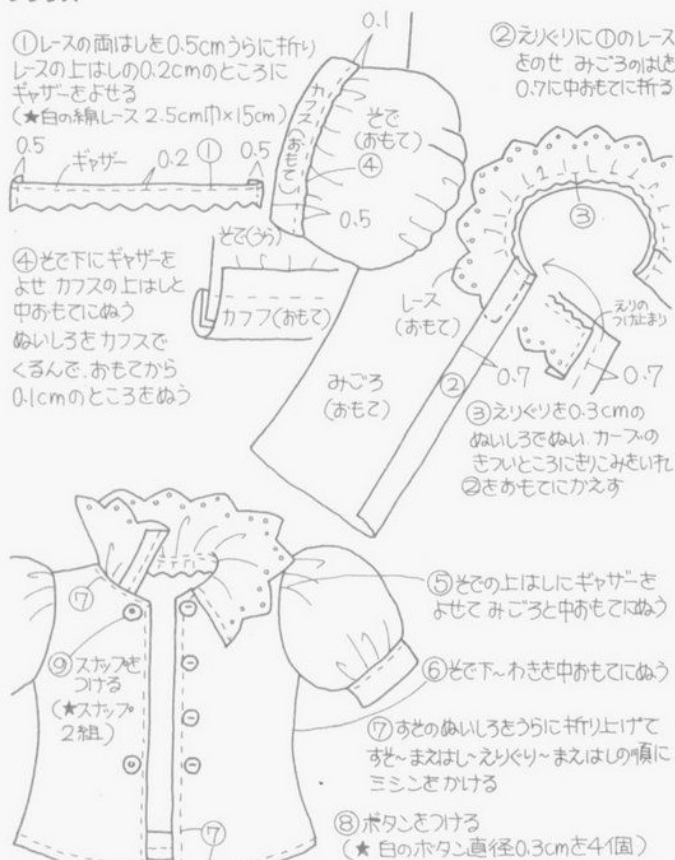 ①レースの両はしを0.5cmうらに折り
レースの上はしの0.2cmのところに
ギャザーをよせる
(★白の綿レース 2.5cm巾×15cm)
0.5
ギャザー
0.2
①
0.5
0.1
カフス(おもて)
そで
(おもて)
④
0.5
②えりぐりに①のレース
をのせ みごろのはしを
0.7に中おもてに折る
③
④そで下にギャザーを
よせ カフスの上はしと
中おもてにぬう
ぬいしろをカフスで
くるんで、おもてから
0.1cmのところをぬう
そで(うら)
カフフ(おもて)
レース
(おもて)
みごろ
(おもて)
②
0.7
えりの
つけ止まり
0.7
③えりぐりを0.3cmの
ぬいしろでぬい、カーブの
きついところにきりこみをいれ
②をおもてにかえす
⑦
⑨スナップを
つける
(★スナップ
2組)
⑤そでの上はしにギャザーを
よせて みごろと中おもてにぬう
⑥そで下~わきを中おもてにぬう
⑦すそのぬいしろをうらに折り上げて
すそ~まえはし~えりぐり~まえはしの順に
ミシンをかける
⑦
⑧ボタンをつける
(★白のボタン直径0.3cmを4個)